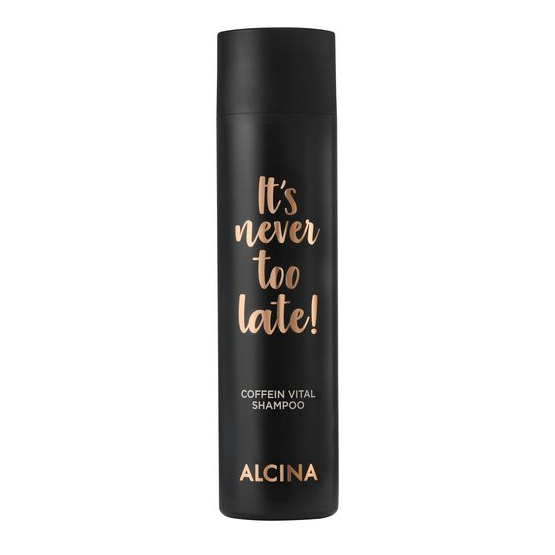 It's
never
too
late!
COFFEIN VITAL
SHAMPOO
ALCINA